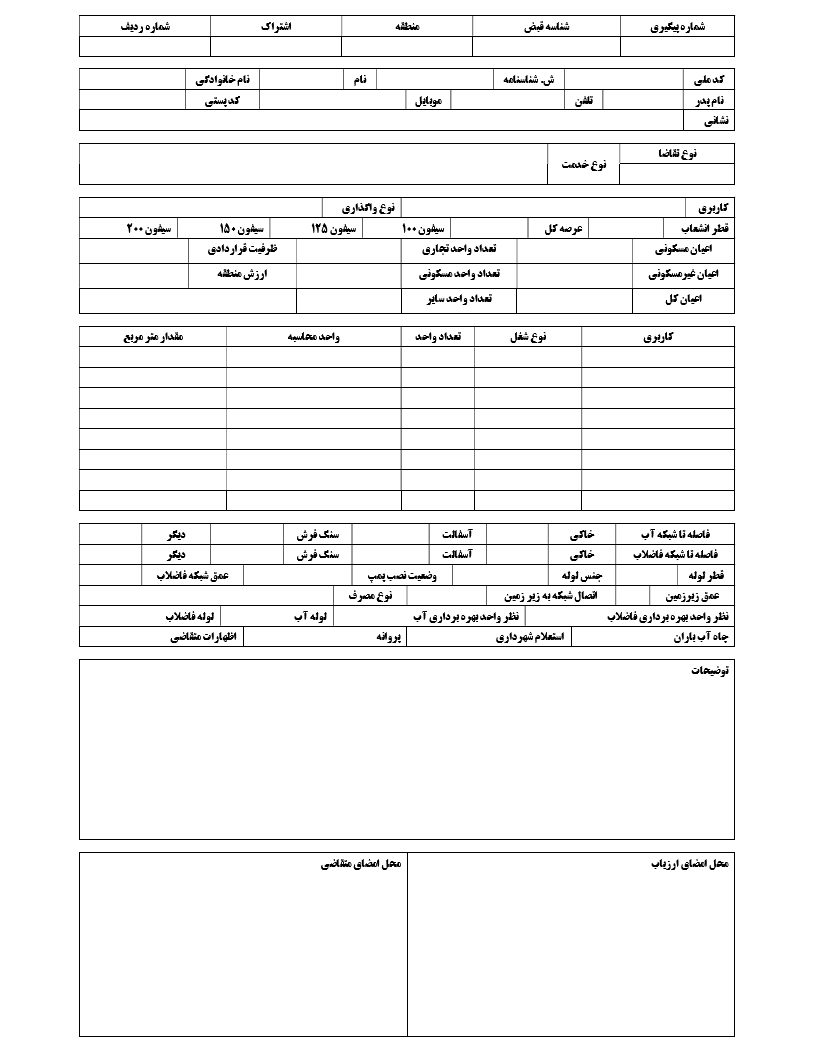 شماره پیگیری شناسه قبض منطقه اشتراک شماره ردیف
کد ملی ش. شناسنامه نام نام خانوادگی
نام پدر تلفن موبایل کد پستی
نشانی
نوع تقاضا نوع خدمت
کاربری نوع واگذاری
قطر انشعاب عرصه کل سیفون ۱۰۰ سیفون ۱۲۵ سیفون ۱۵۰ سیفون ۲۰۰
اعیان مسکونی تعداد واحد تجاری ظرفیت قراردادی
اعیان غیرمسکونی تعداد واحد مسکونی ارزش منطقه
اعیان کل تعداد واحد سایر
کاربری نوع شغل تعداد واحد واحد محاسبه مقدار متر مربع
فاصله تا شبکه آب خاکی آسفالت سنگ فرش دیگر
فاصله تا شبکه فاضلاب خاکی آسفالت سنگ فرش دیگر
قطر لوله جنس لوله وضعیت نصب پمپ عمق شبکه فاضلاب
عمق زیرزمین اتصال شبکه به زیر زمین نوع مصرف
نظر واحد بهره برداری فاضلاب نظر واحد بهره برداری آب لوله آب لوله فاضلاب
چاه آب باران استعلام شهرداری پروانه اظهارات متقاضی
توضیحات
محل امضای ارزیاب محل امضای متقاضی